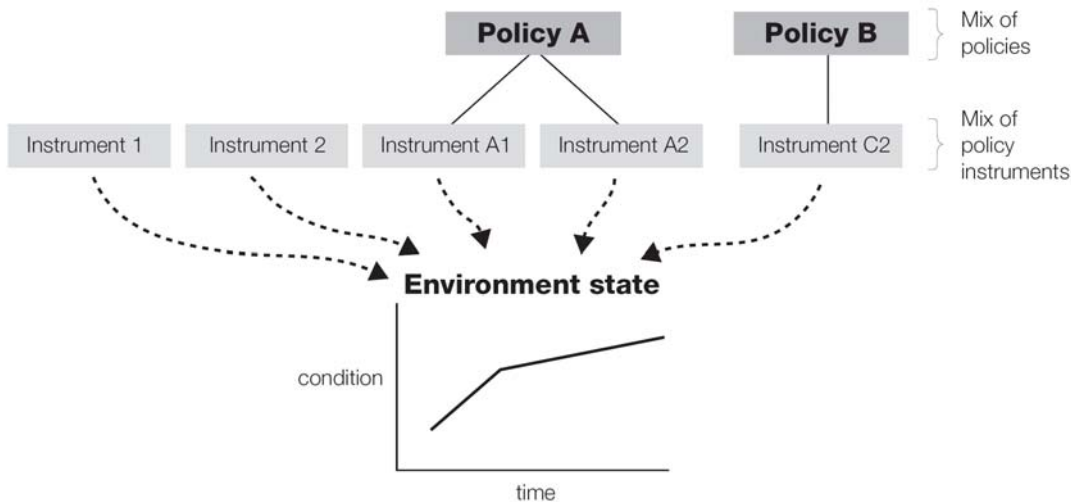 Policy A
Policy B
Mix of
policies
Instrument 1
Instrument 2
Instrument A1
Instrument A2
Instrument C2
Mix of
policy
instruments
Environment state
condition
time